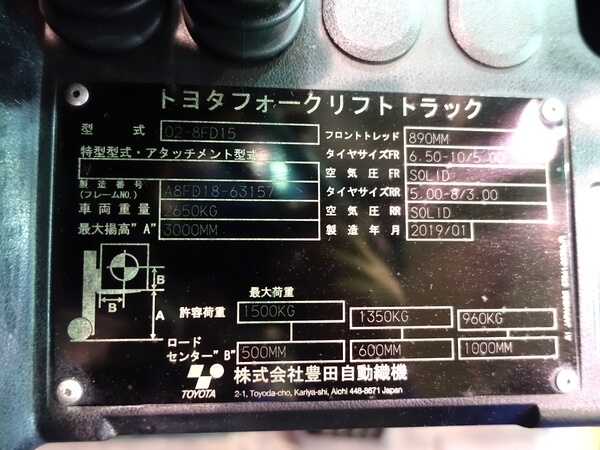 トヨタフォークリフトトラック
型式 02-8FD15
特型型式・アタッチメント型式
V
製造番号 (フレームNO.) A8FD18-63157
車両重量 2650KG
最大揚高"A" 3000MM
フロントトレッド 890MM
タイヤサイズFR 6.50-10/5.00
空気圧FR SOLID
タイヤサイズRR 5.00-8/3.00
空気圧RR SOLID
製造年月 2019/01
B
B
A
最大荷重
許容荷重 1500KG 1350KG 960KG
ロード
センター"B" 500MM 600MM 1000MM
TOYOTA
株式会社豊田自動織機
2-1, Toyoda-cho, Kariya-shi, Aichi 448-8671 Japan